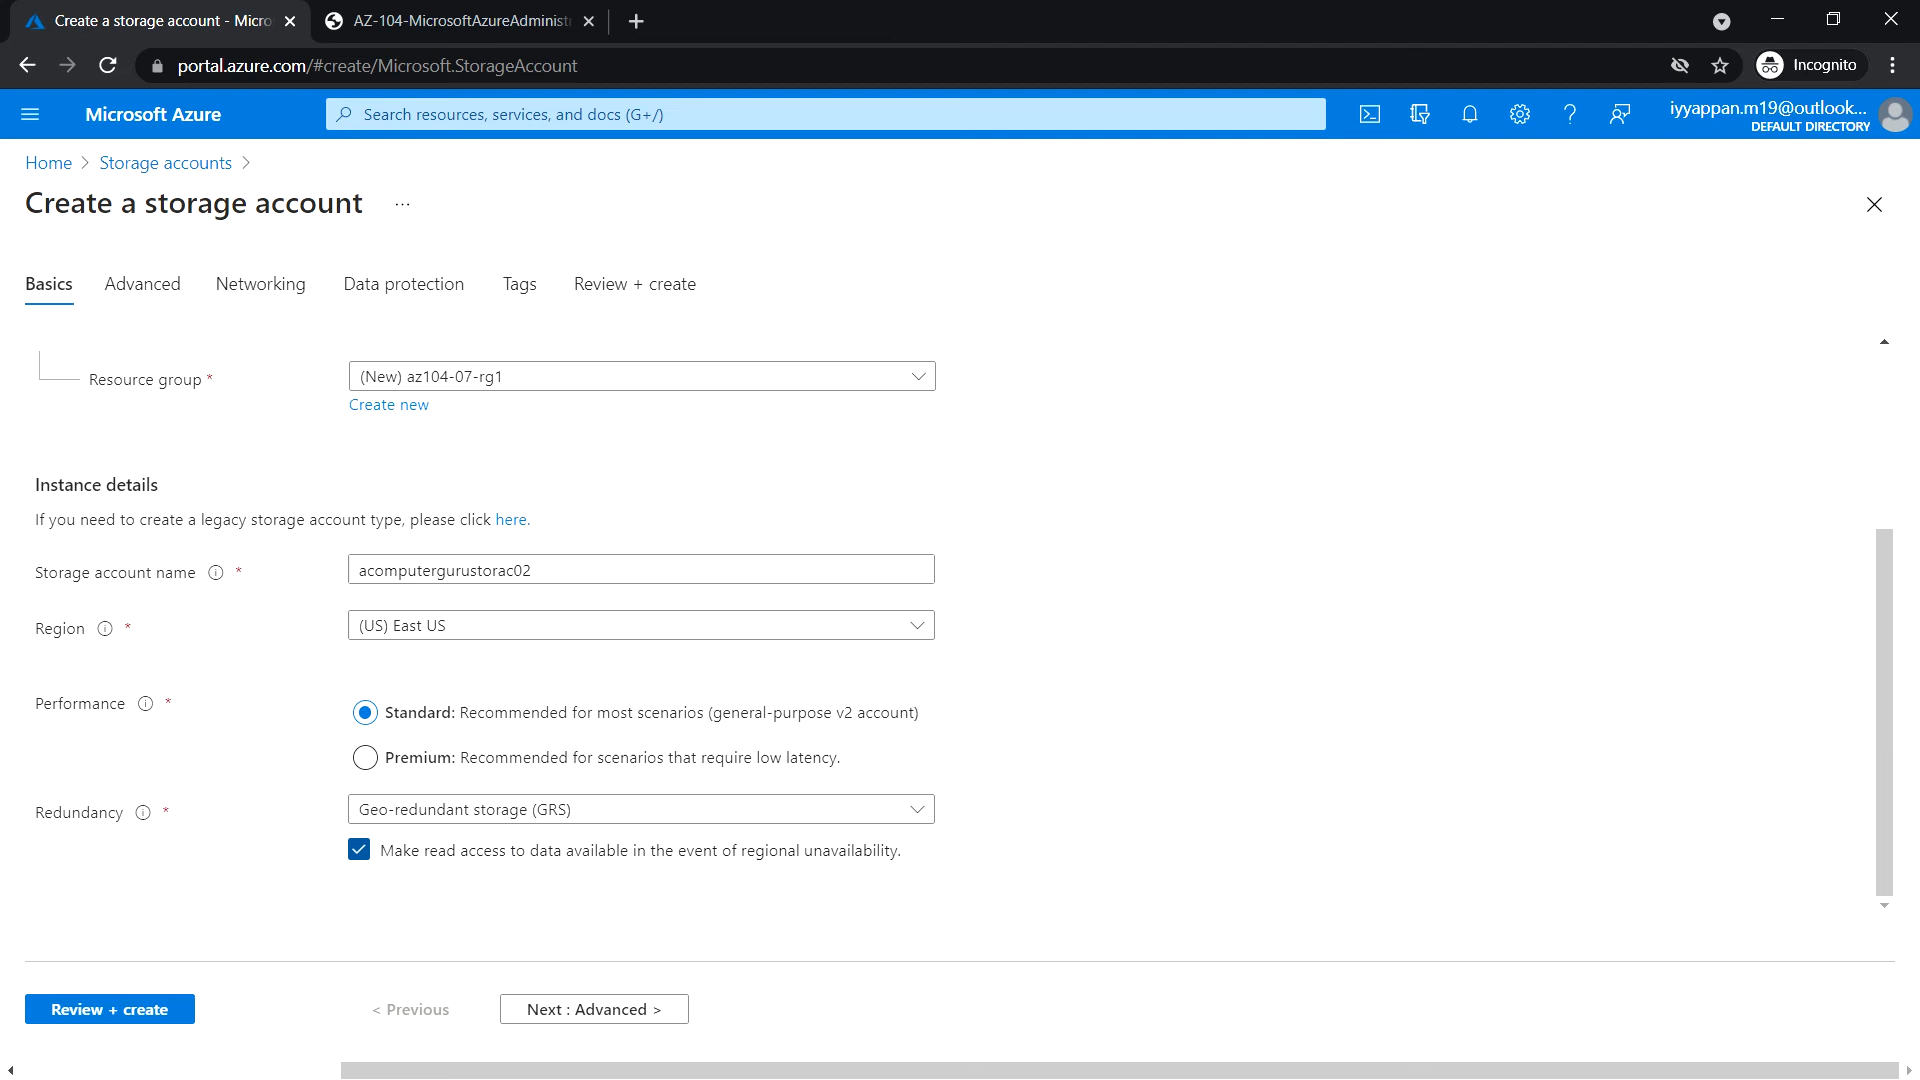 Create a storage account - Micro
AZ-104-MicrosoftAzureAdminist
portal.azure.com/#create/Microsoft.StorageAccount
Incognito
Microsoft Azure
Search resources, services, and docs (G+/)
iyyappan.m19@outlook...
DEFAULT DIRECTORY
Home > Storage accounts >
Create a storage account ...
Basics Advanced Networking Data protection Tags Review + create
Resource group *
(New) az104-07-rg1
Create new
Instance details
If you need to create a legacy storage account type, please click here.
Storage account name *
acomputergurustorac02
Region *
(US) East US
Performance *
Standard: Recommended for most scenarios (general-purpose v2 account)
Premium: Recommended for scenarios that require low latency.
Redundancy *
Geo-redundant storage (GRS)
Make read access to data available in the event of regional unavailability.
Review + create
< Previous
Next : Advanced >